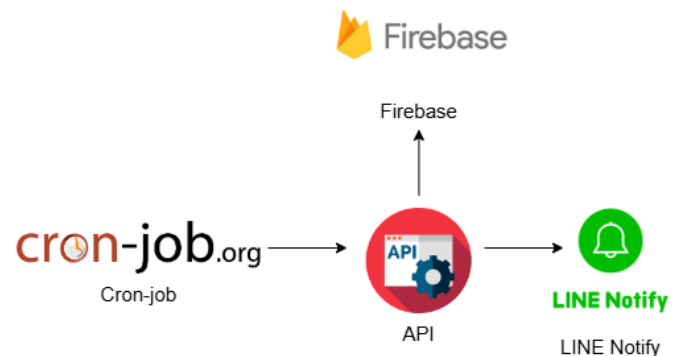 Firebase
Firebase
cron-job.org
Cron-job
API
API
LINE Notify
LINE Notify